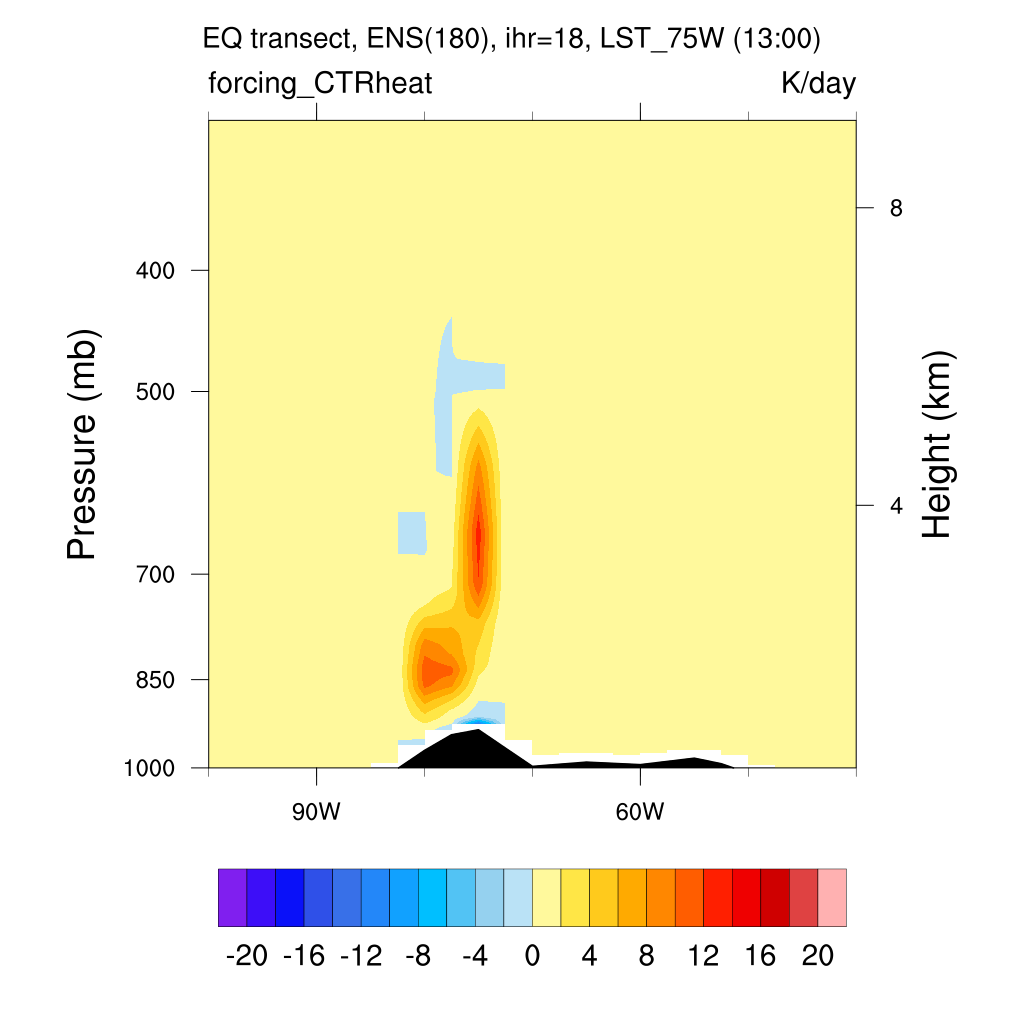 EQ transect, ENS(180), ihr=18, LST_75W (13:00)
forcing_CTRheat K/day
8
400
Pressure (mb)
500
Height (km)
4
700
850
1000
90W 60W
-20 -16 -12 -8 -4 0 4 8 12 16 20